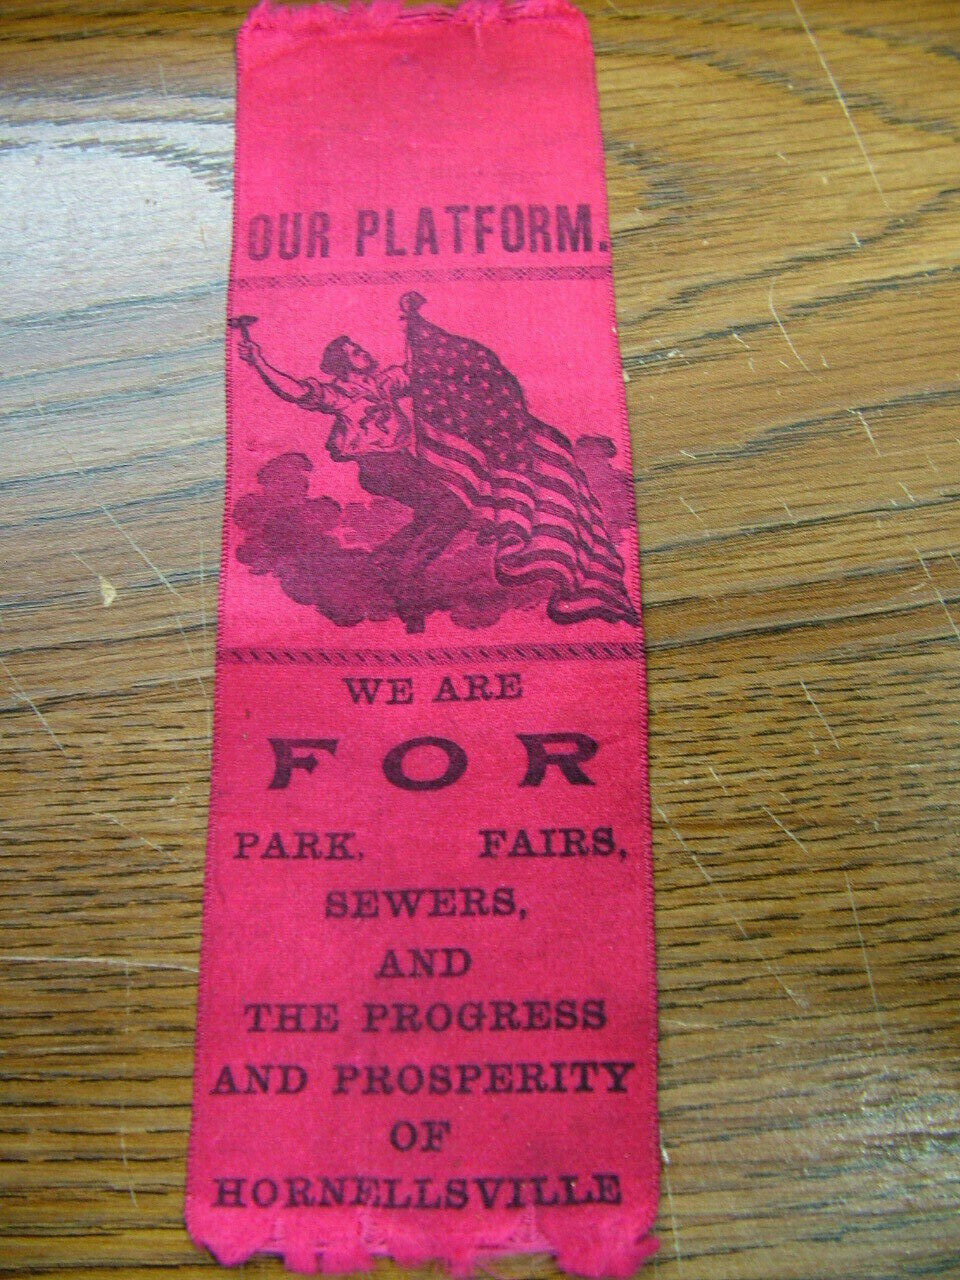 OUR PLATFORM.
WE ARE
FOR
PARK, FAIRS,
SEWERS,
AND
THE PROGRESS
AND PROSPERITY
OF
HORNELLSVILLE